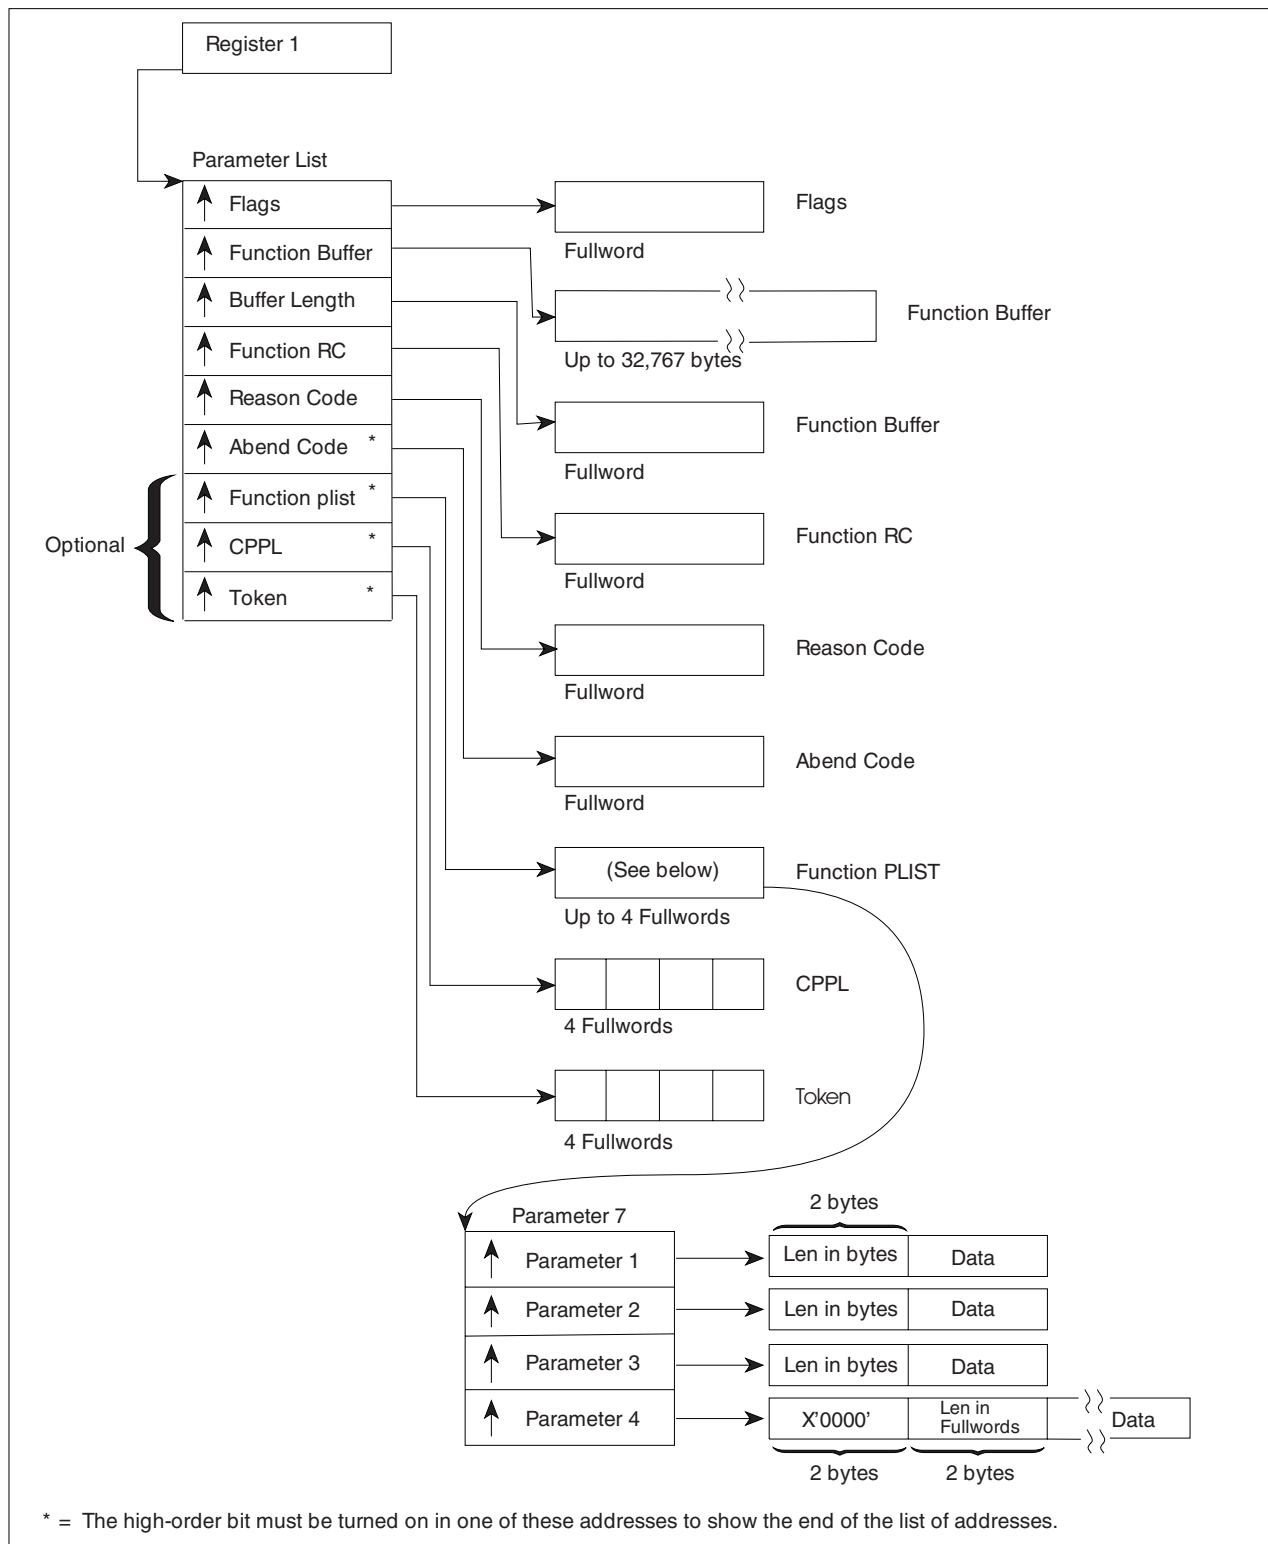 Register 1
Parameter List
Flags
Function Buffer
Buffer Length
Function RC
Reason Code
Abend Code *
Function plist *
CPPL *
Token *
Optional
Flags
Fullword
Function Buffer
Up to 32,767 bytes
Function Buffer
Fullword
Function RC
Fullword
Reason Code
Fullword
Abend Code
Fullword
(See below)
Function PLIST
Up to 4 Fullwords
CPPL
4 Fullwords
Token
4 Fullwords
Parameter 7
2 bytes
Parameter 1
Len in bytes
Data
Parameter 2
Len in bytes
Data
Parameter 3
Len in bytes
Data
Parameter 4
X'0000'
Len in
Fullwords
Data
2 bytes
2 bytes
* = The high-order bit must be turned on in one of these addresses to show the end of the list of addresses.